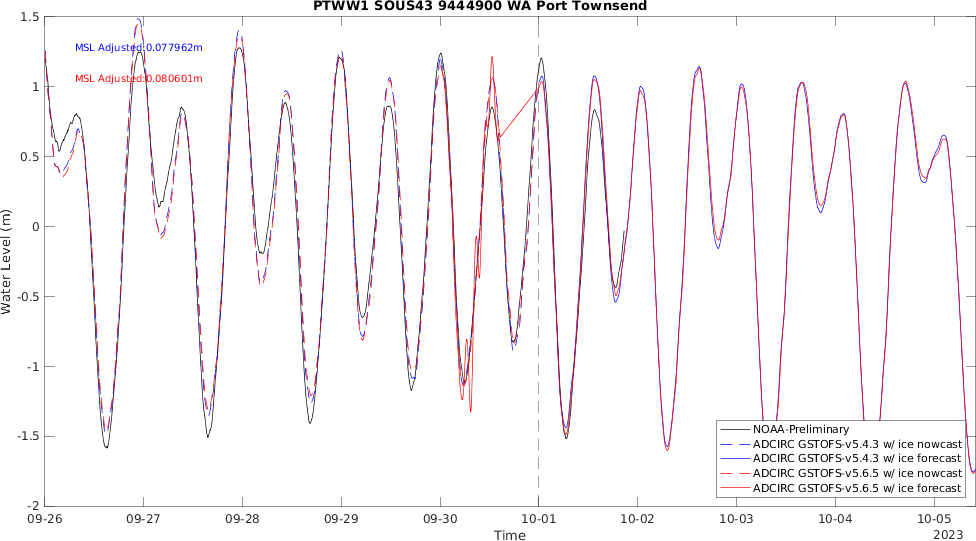 PTWW1 SOUS43 9444900 WA Port Townsend
1.5
MSL Adjusted:0.077962m
MSL Adjusted:0.080601m
1
0.5
0
-0.5
-1
-1.5
-2
Water Level (m)
NOAA-Preliminary
ADCIRC GSTOFS-v5.4.3 w/ ice nowcast
ADCIRC GSTOFS-v5.4.3 w/ ice forecast
ADCIRC GSTOFS-v5.6.5 w/ ice nowcast
ADCIRC GSTOFS-v5.6.5 w/ ice forecast
09-26 09-27 09-28 09-29 09-30 10-01 10-02 10-03 10-04 10-05
Time
2023